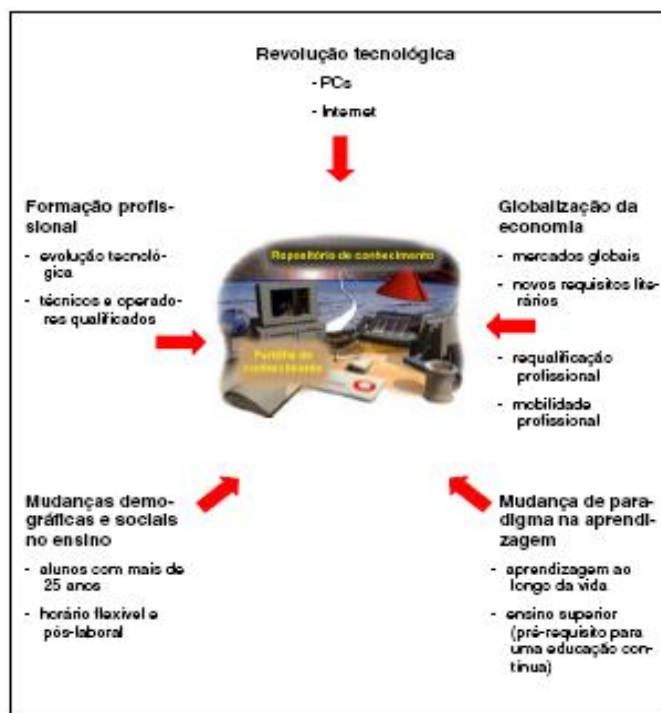 Revolução tecnológica
- PCs
- Internet
Formação profis-
sional
- evolução tecnoló-
gica
- técnicos e operado-
res qualificados
Globalização da
economia
- mercados globais
- novos requisitos lite-
rários
- requalificação
profissional
- mobilidade
profissional
Repositório de conhecimento
Partilha de
conhecimento
Mudanças demo-
gráficas e sociais
no ensino
- alunos com mais de
25 anos
- horário flexível e
pós-laboral
Mudança de para-
digma na aprendi-
zagem
- aprendizagem ao
longo da vida
- ensino superior
(pré-requisito para
uma educação con-
tínua)